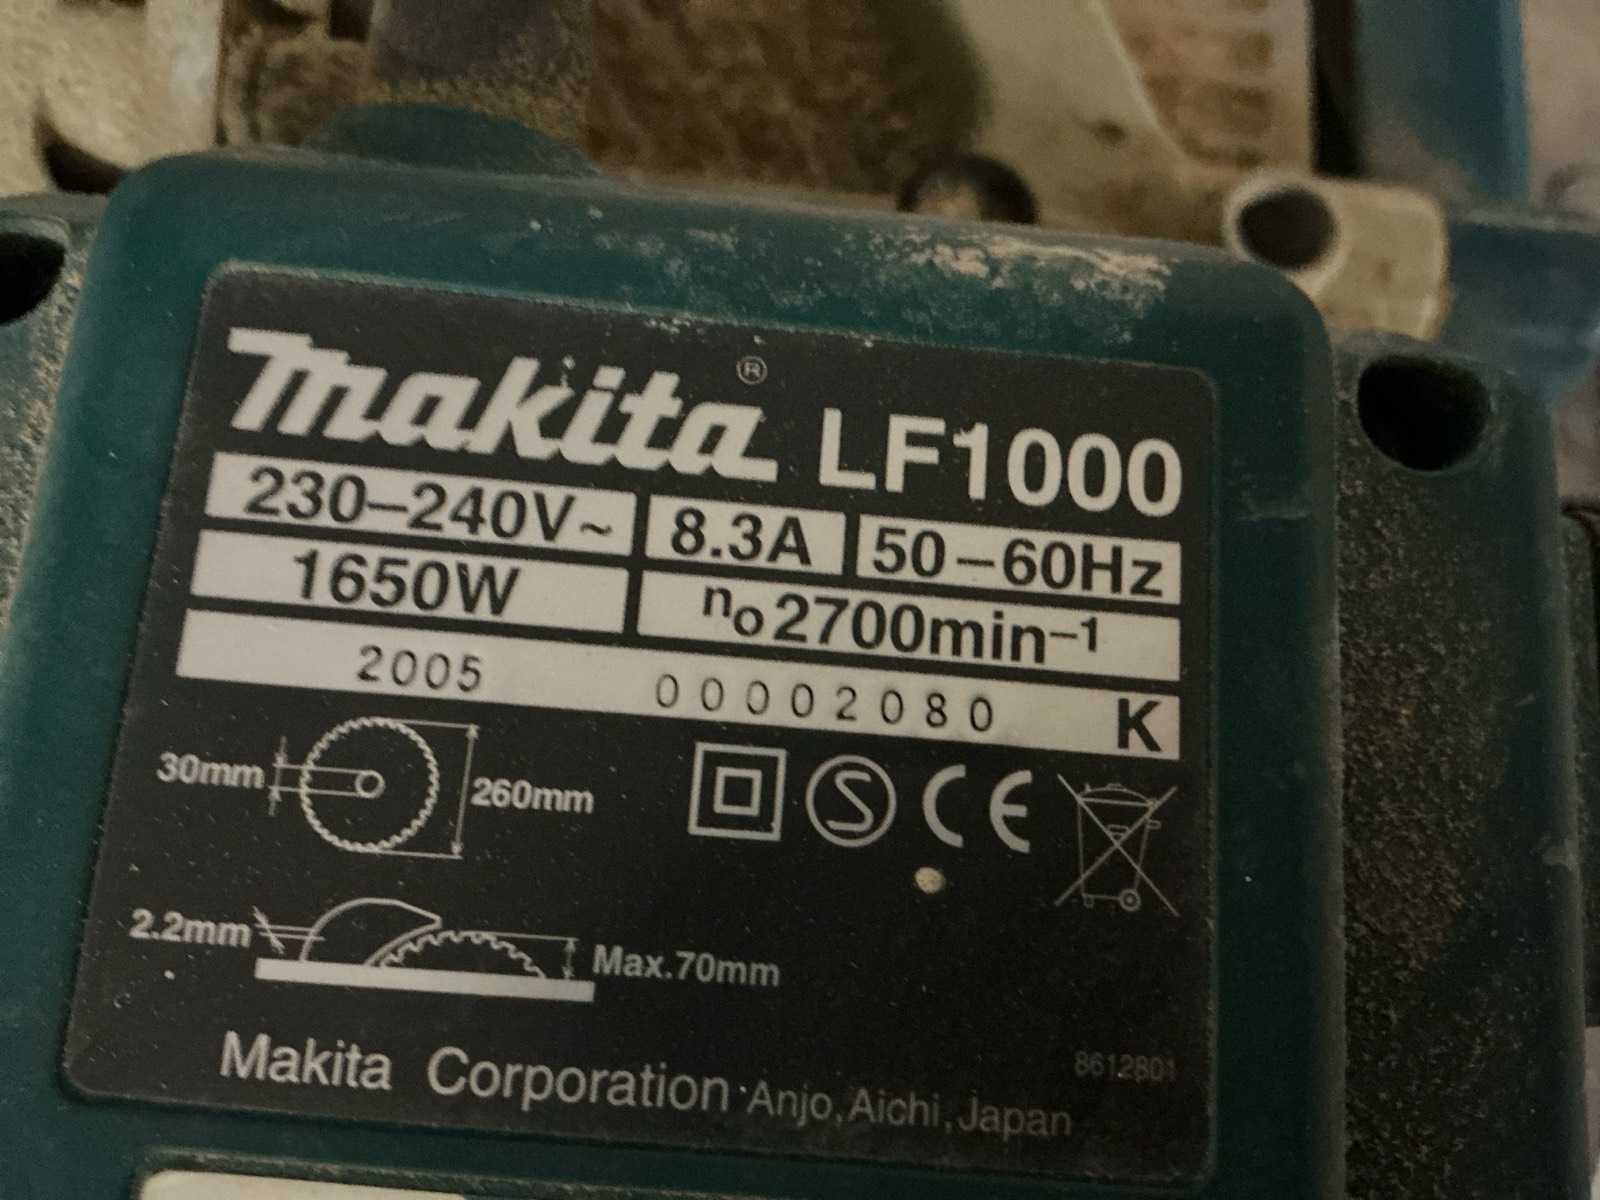 makita® LF1000
230–240V~ 8.3A 50–60Hz
1650W no2700min–1
2005 00002080 K
30mm 260mm
S CE
2.2mm Max.70mm
8612801
Makita Corporation Anjo, Aichi, Japan